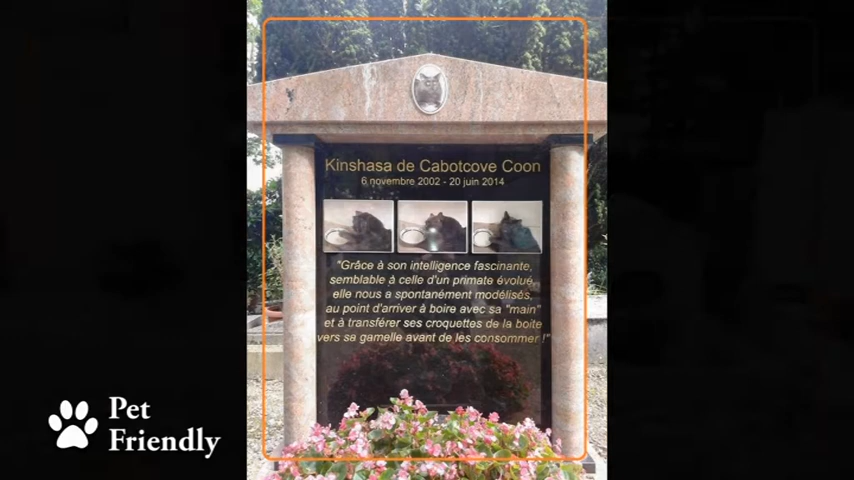 Kinshasa de Cabotcove Coon
6 novembre 2002 - 20 juin 2014
"Grâce à son intelligence fascinante,
semblable à celle d'un primate évolué,
elle nous a spontanément modélisés,
au point d'arriver à boire avec sa "main"
et à transférer ses croquettes de la boite
vers sa gamelle avant de les consommer !"
Pet
Friendly